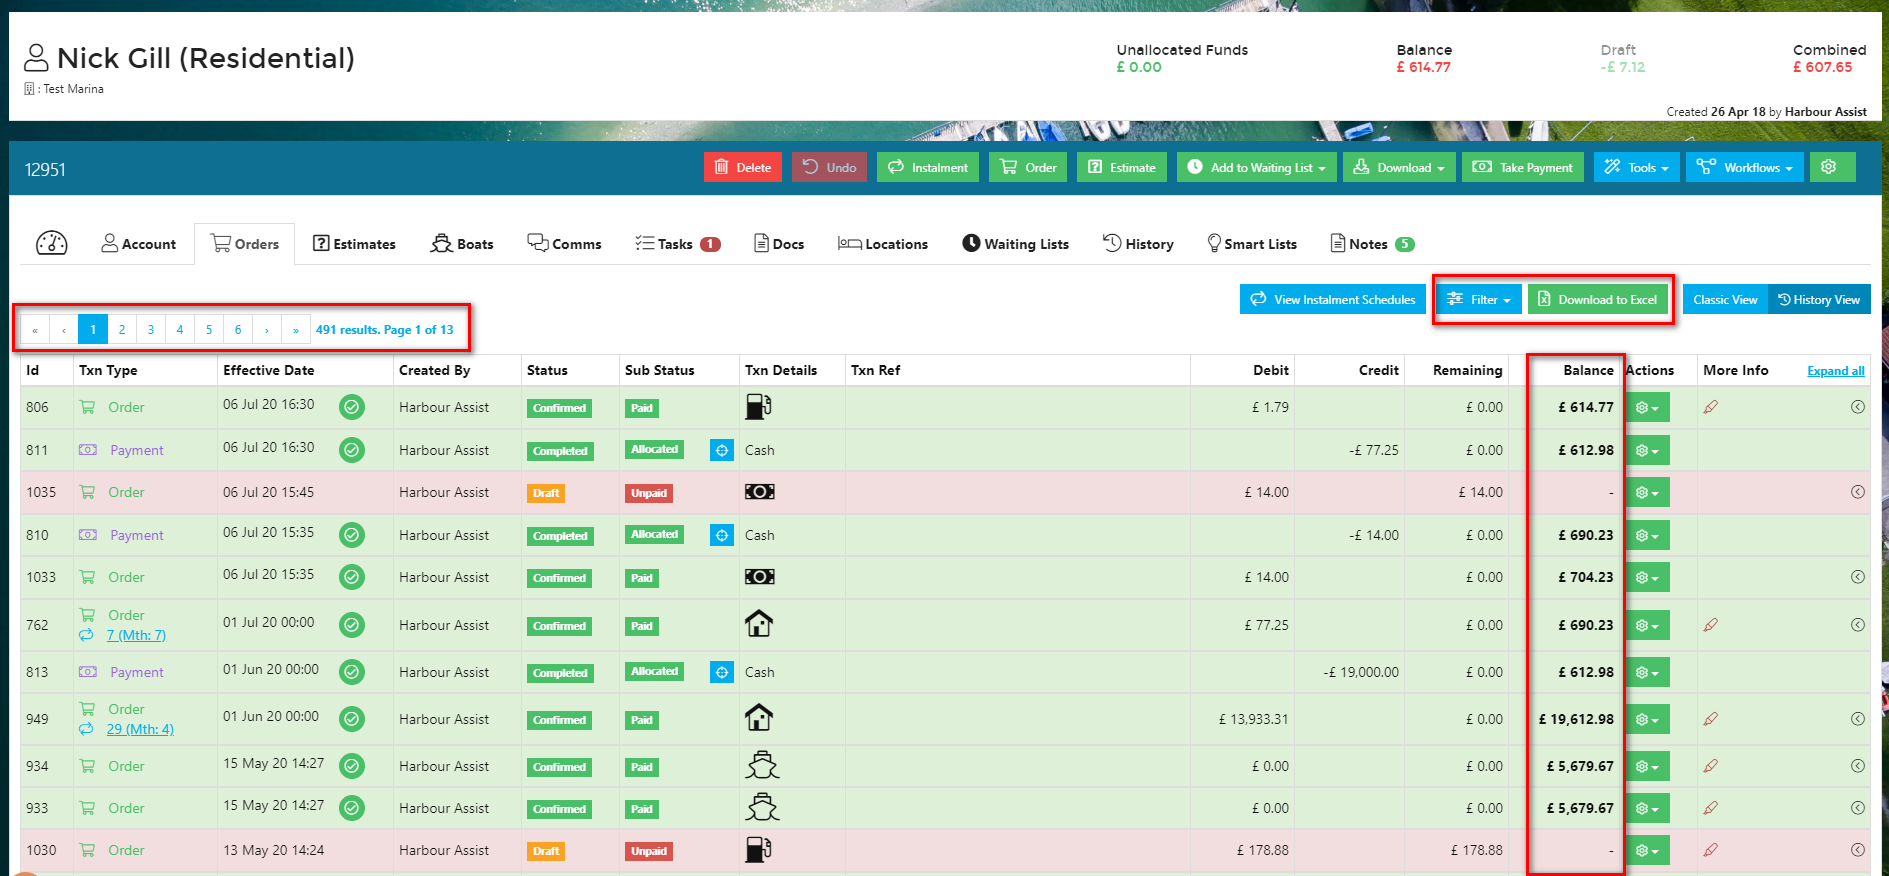 Nick Gill (Residential)
: Test Marina
Unallocated Funds
£ 0.00
Balance
£ 614.77
Draft
-£ 7.12
Combined
£ 607.65
Created 26 Apr 18 by Harbour Assist
12951
Delete
Undo
Instalment
Order
Estimate
Add to Waiting List
Download
Take Payment
Tools
Workflows
Account
Orders
Estimates
Boats
Comms
Tasks 1
Docs
Locations
Waiting Lists
History
Smart Lists
Notes 5
View Instalment Schedules
Filter
Download to Excel
Classic View
History View
« ‹ 1 2 3 4 5 6 › » 491 results. Page 1 of 13
Id Txn Type Effective Date Created By Status Sub Status Txn Details Txn Ref Debit Credit Remaining Balance Actions More Info Expand all
806 Order 06 Jul 20 16:30 Harbour Assist Confirmed Paid £ 1.79 £ 0.00 £ 614.77
811 Payment 06 Jul 20 16:30 Harbour Assist Completed Allocated Cash -£ 77.25 £ 0.00 £ 612.98
1035 Order 06 Jul 20 15:45 Harbour Assist Draft Unpaid £ 14.00 £ 14.00 -
810 Payment 06 Jul 20 15:35 Harbour Assist Completed Allocated Cash -£ 14.00 £ 0.00 £ 690.23
1033 Order 06 Jul 20 15:35 Harbour Assist Confirmed Paid £ 14.00 £ 0.00 £ 704.23
762 Order 01 Jul 20 00:00 Harbour Assist Confirmed Paid £ 77.25 £ 0.00 £ 690.23
7 (Mth: 7)
813 Payment 01 Jun 20 00:00 Harbour Assist Completed Allocated Cash -£ 19,000.00 £ 0.00 £ 612.98
949 Order 01 Jun 20 00:00 Harbour Assist Confirmed Paid £ 13,933.31 £ 0.00 £ 19,612.98
29 (Mth: 4)
934 Order 15 May 20 14:27 Harbour Assist Confirmed Paid £ 0.00 £ 0.00 £ 5,679.67
933 Order 15 May 20 14:27 Harbour Assist Confirmed Paid £ 0.00 £ 0.00 £ 5,679.67
1030 Order 13 May 20 14:24 Harbour Assist Draft Unpaid £ 178.88 £ 178.88 -